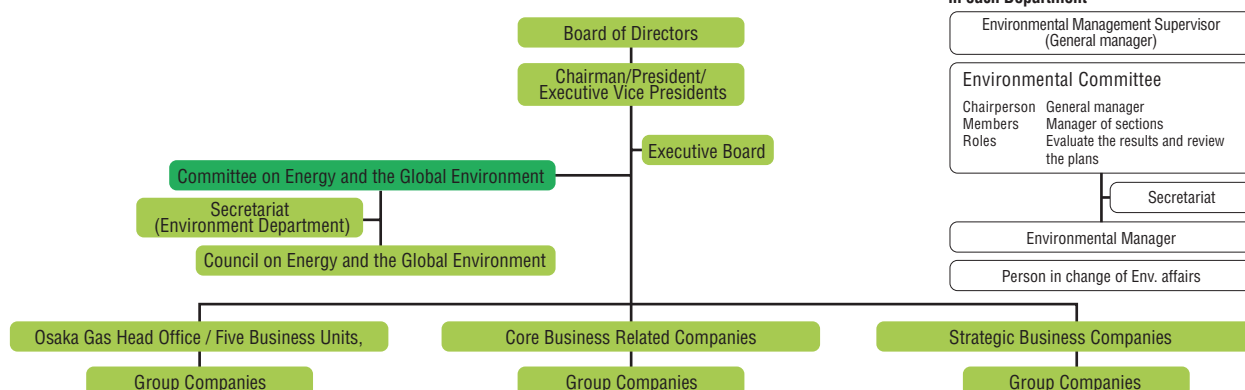 Board of Directors
Chairman/President/
Executive Vice Presidents
Executive Board
Committee on Energy and the Global Environment
Secretariat
(Environment Department)
Council on Energy and the Global Environment
Osaka Gas Head Office / Five Business Units,
Group Companies
Core Business Related Companies
Group Companies
Strategic Business Companies
Group Companies
in each Department
Environmental Management Supervisor
(General manager)
Environmental Committee
Chairperson General manager
Members Manager of sections
Roles Evaluate the results and review
the plans
Secretariat
Environmental Manager
Person in change of Env. affairs